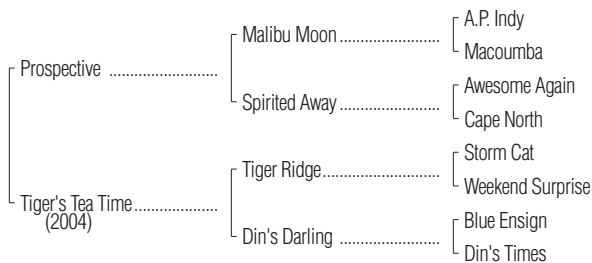 A.P. Indy
Malibu Moon ........................
Macoumba
Prospective ..........................
Awesome Again
Spirited Away ........................
Cape North
Storm Cat
Tiger Ridge............................
Weekend Surprise
Tiger's Tea Time....................
(2004)
Blue Ensign
Din's Darling ........................
Din's Times